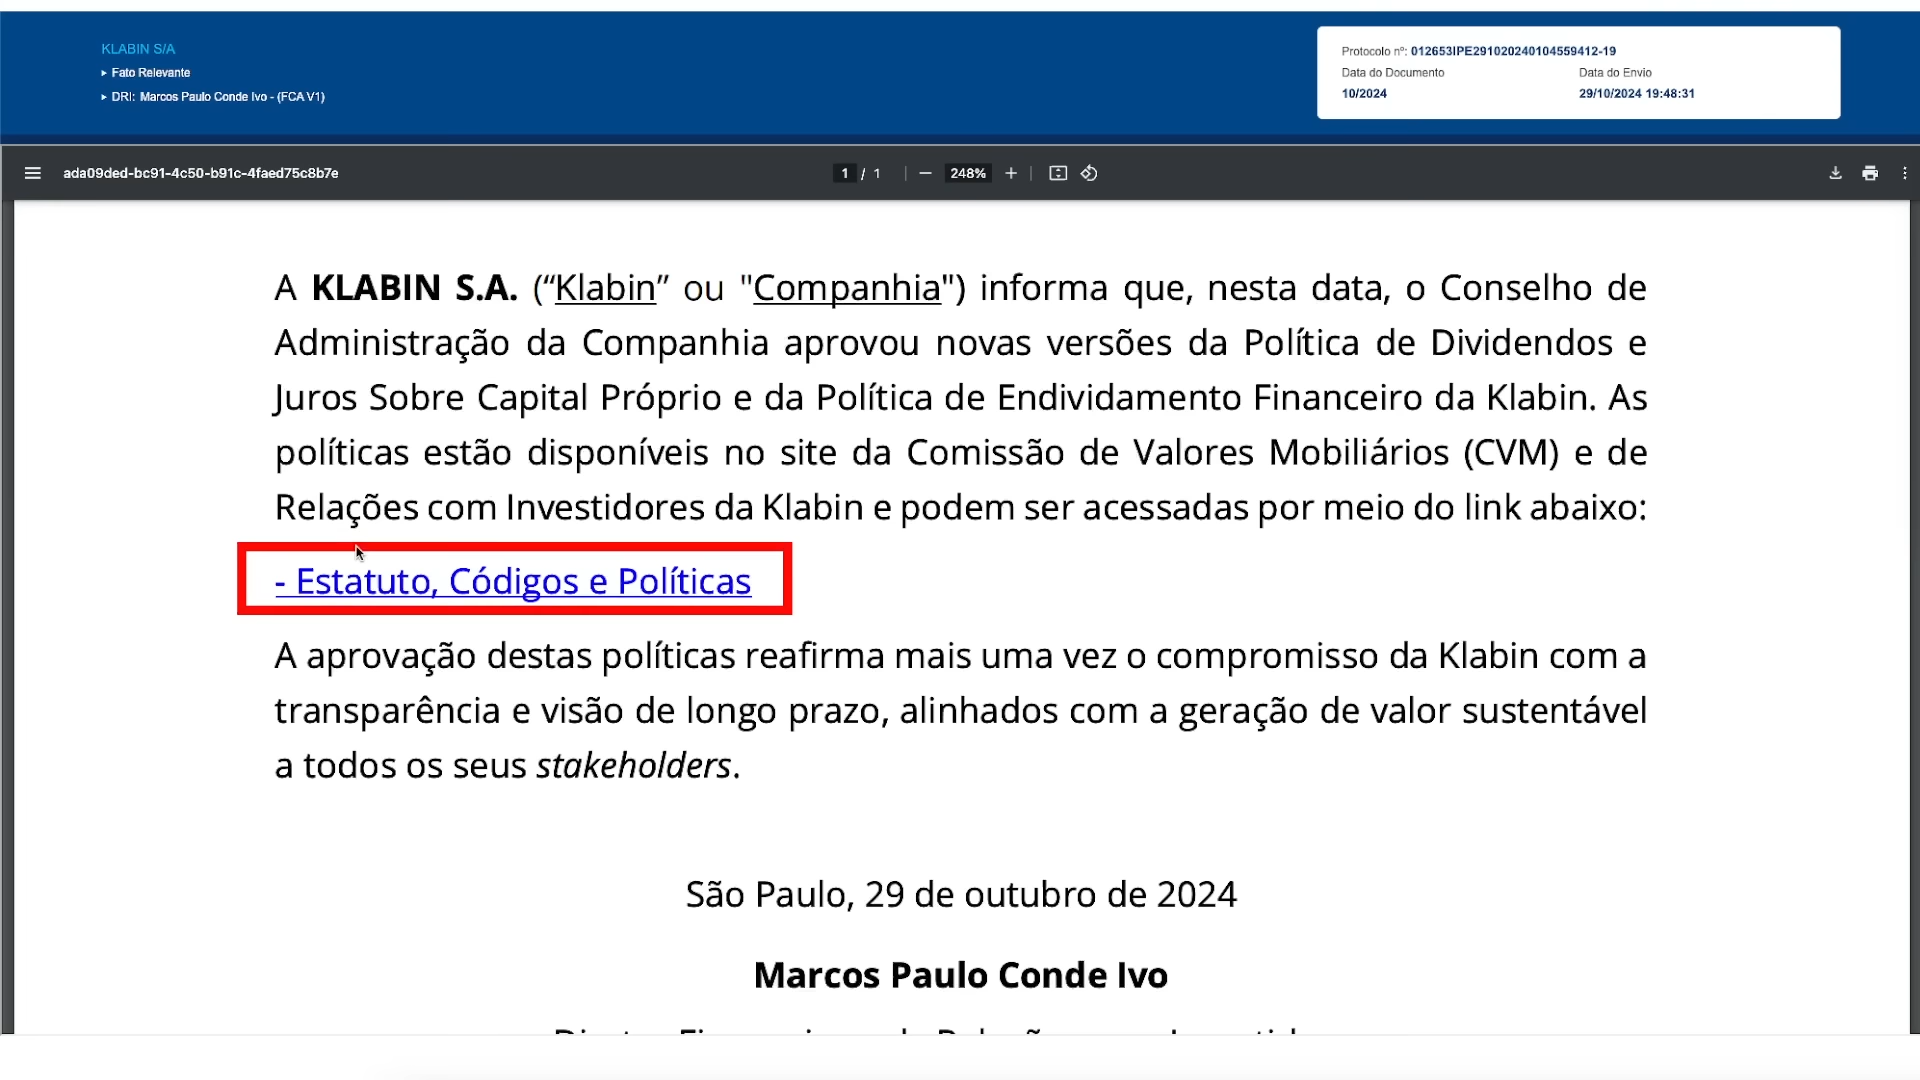 KLABIN S/A
▸ Fato Relevante
▸ DRI: Marcos Paulo Conde Ivo - (FCA V1)
Protocolo nº: 012653IPE291020240104559412-19
Data do Documento Data do Envio
10/2024 29/10/2024 19:48:31
ada09ded-bc91-4c50-b91c-4faed75c8b7e 1 / 1 | — 248% + |
A KLABIN S.A. (“Klabin” ou "Companhia") informa que, nesta data, o Conselho de
Administração da Companhia aprovou novas versões da Política de Dividendos e
Juros Sobre Capital Próprio e da Política de Endividamento Financeiro da Klabin. As
políticas estão disponíveis no site da Comissão de Valores Mobiliários (CVM) e de
Relações com Investidores da Klabin e podem ser acessadas por meio do link abaixo:
- Estatuto, Códigos e Políticas
A aprovação destas políticas reafirma mais uma vez o compromisso da Klabin com a
transparência e visão de longo prazo, alinhados com a geração de valor sustentável
a todos os seus stakeholders.
São Paulo, 29 de outubro de 2024
Marcos Paulo Conde Ivo